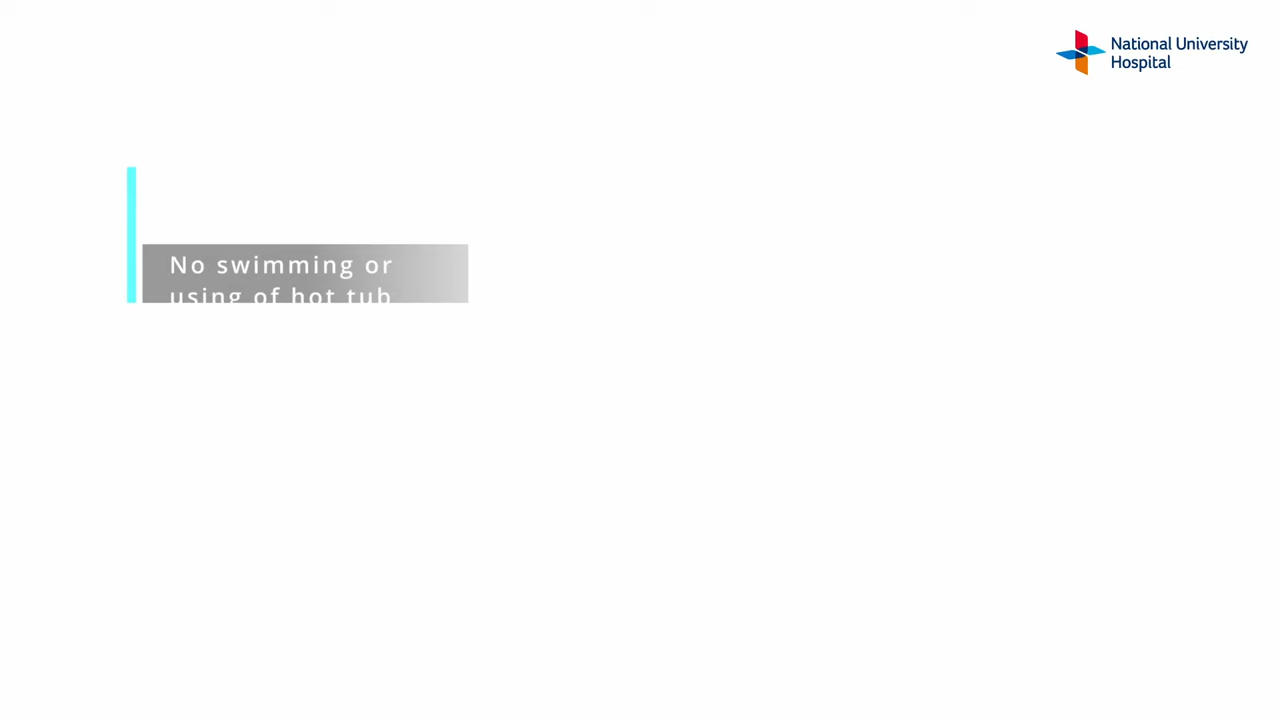 National University
Hospital
No swimming or
using of hot tub